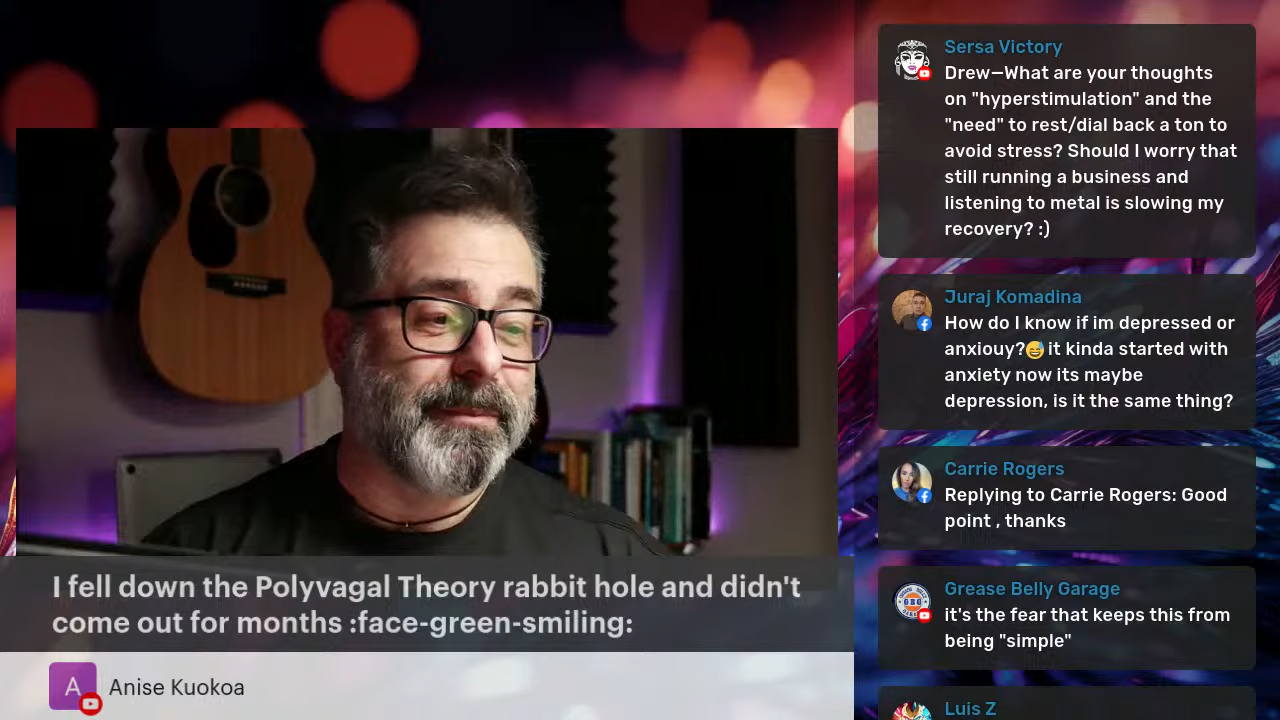 I fell down the Polyvagal Theory rabbit hole and didn't
come out for months :face-green-smiling:
A
Anise Kuokoa
Sersa Victory
Drew—What are your thoughts
on "hyperstimulation" and the
"need" to rest/dial back a ton to
avoid stress? Should I worry that
still running a business and
listening to metal is slowing my
recovery? :)
Juraj Komadina
How do I know if im depressed or
anxiouy?😅 it kinda started with
anxiety now its maybe
depression, is it the same thing?
Carrie Rogers
Replying to Carrie Rogers: Good
point , thanks
Grease Belly Garage
it's the fear that keeps this from
being "simple"
Luis Z